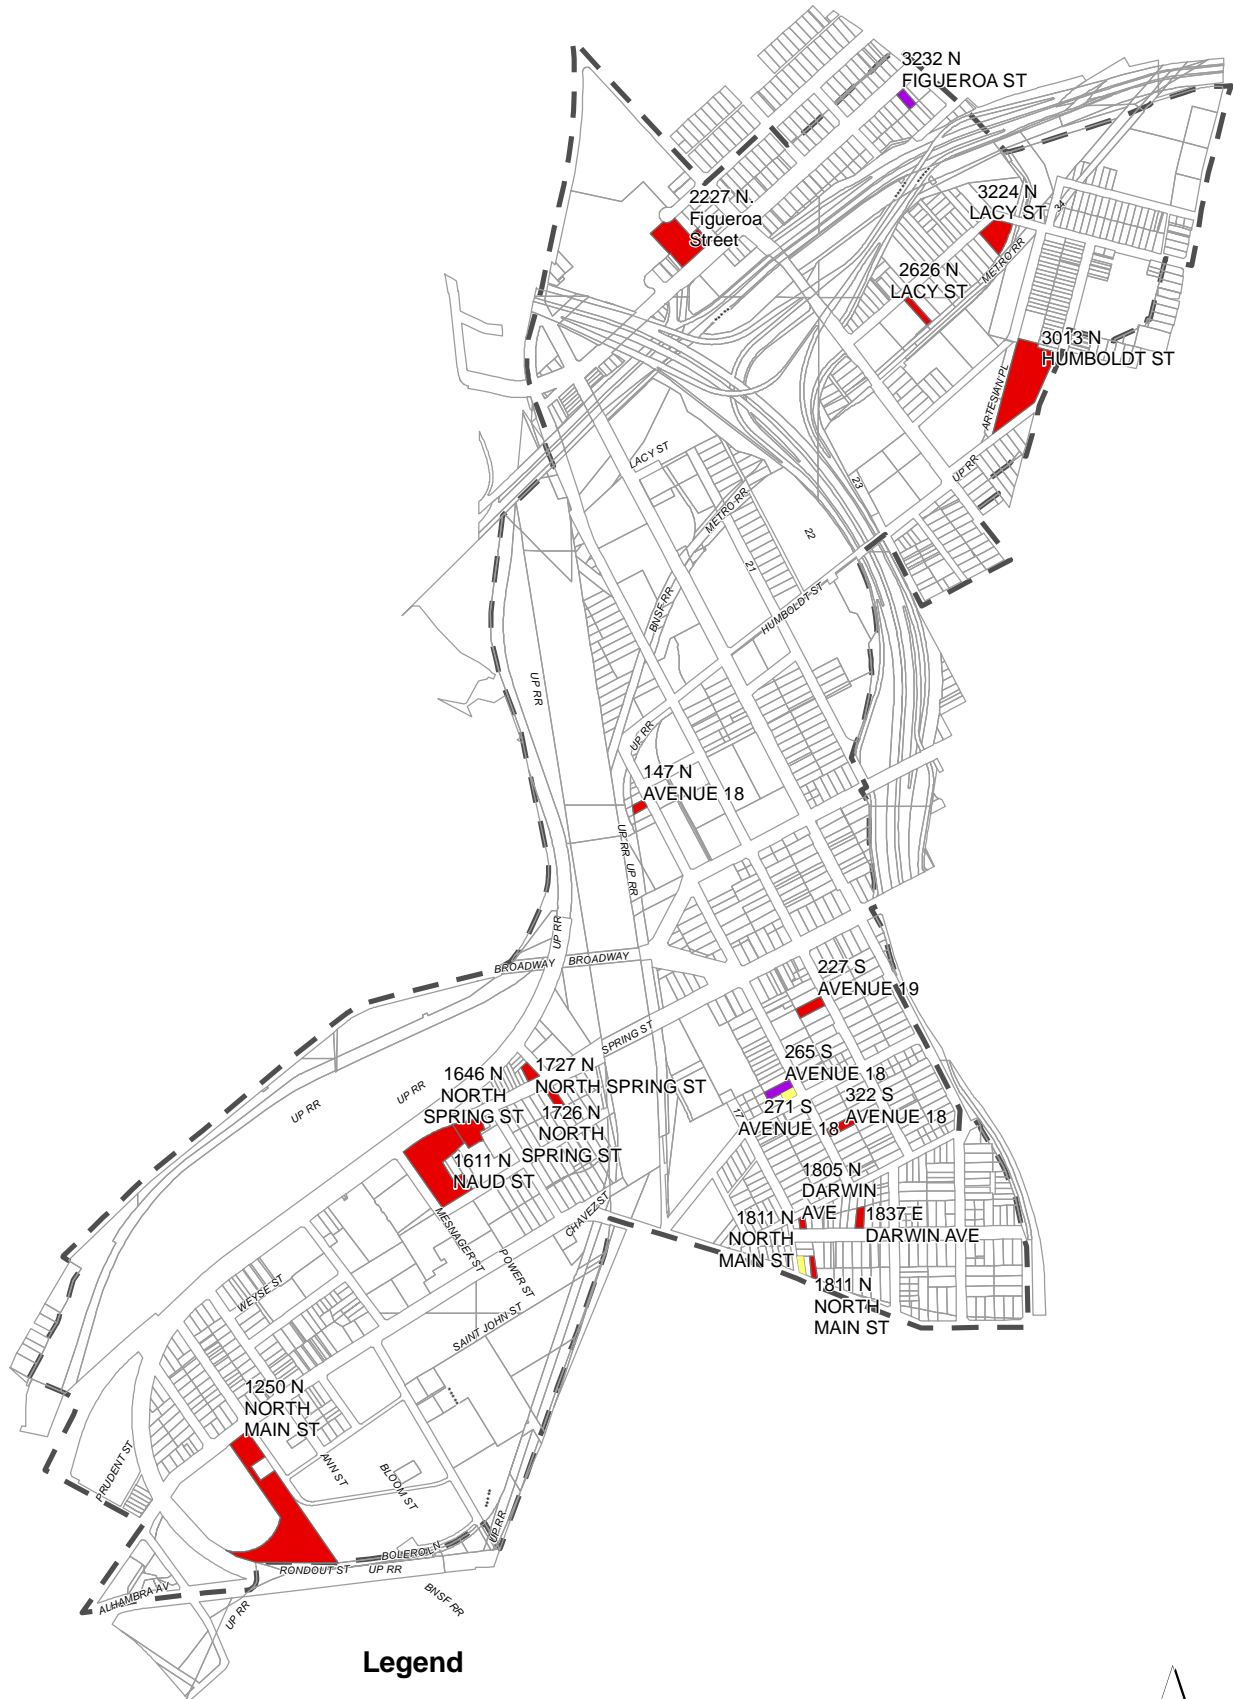 3232 N
FIGUEROA ST
2227 N.
Figueroa
Street
3224 N
LACY ST
34
METRO RR
2626 N
LACY ST
3013 N
HUMBOLDT ST
ARTESIAN PL
UP RR
LACY ST
METRO RR
23
22
21
BNSF RR
HUMBOLDT ST
UP RR
UP RR
147 N
AVENUE 18
UP RR
UP RR
UP RR
BROADWAY
BROADWAY
227 S
AVENUE 19
SPRING ST
265 S
AVENUE 18
271 S
AVENUE 18
322 S
AVENUE 18
17
1727 N
NORTH SPRING ST
1646 N
NORTH
SPRING ST
1726 N
NORTH
SPRING ST
UP RR
UP RR
1611 N
NAUD ST
1805 N
DARWIN
AVE
1837 E
DARWIN AVE
1811 N
NORTH
MAIN ST
1811 N
NORTH
MAIN ST
MESNAGER ST
CHAVEZ ST
POWER ST
WEYSE ST
SAINT JOHN ST
1250 N
NORTH
MAIN ST
PRUDENT ST
ANN ST
BLOOM ST
UP RR
BOLERO LN
RONDOUT ST
UP RR
ALHAMBRA AV
UP RR
BNSF RR
Legend